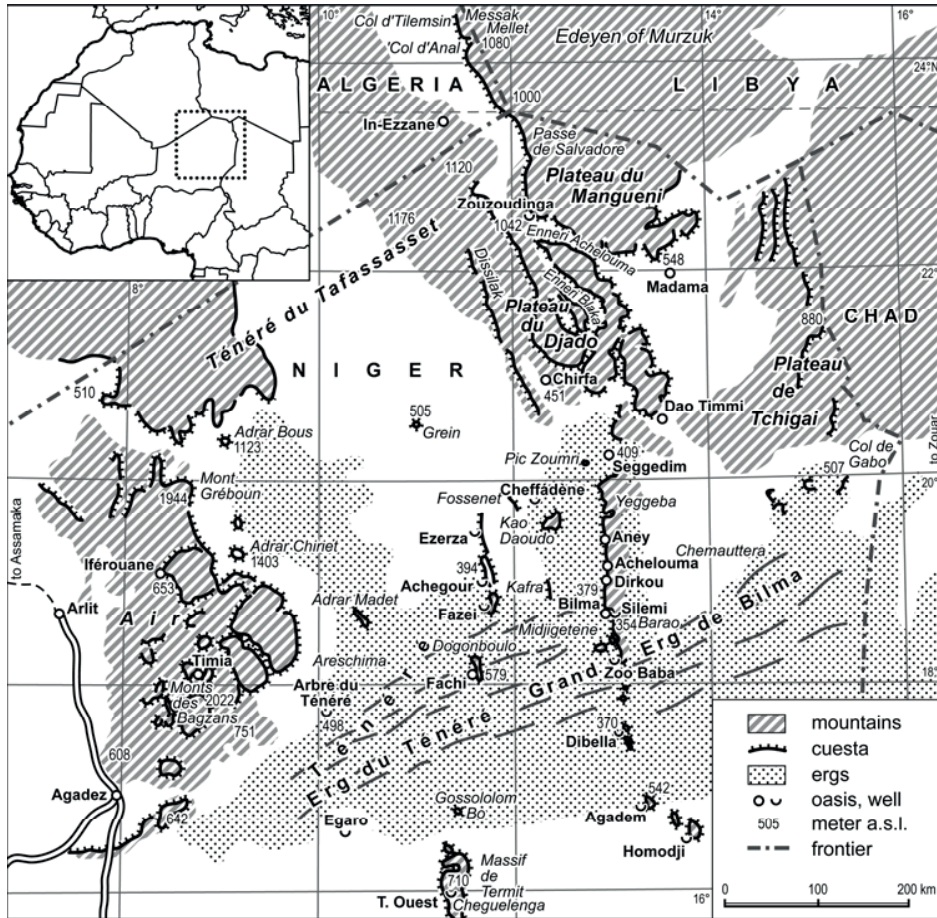 10°
14°
16°
Col d'Tilemsin
Messak
Mellet
1080
'Col d'Anal
Edeyen of Murzuk
24°N
ALGERIA
LIBYA
1000
In-Ezzane
Passe
de Salvadore
1120
Plateau du
Mangueni
Zouzoudinga
1042
1176
Enneri Achelouma
548
Madama
22°
8°
Dissilak
Enneri Blaka
Ténéré du Tafassasset
Plateau
du
Djado
880
CHAD
NIGER
Plateau
de
Tchigai
510
Chirfa
451
Dao Timmi
505
Grein
Adrar Bous
1123
409
Seggedim
Pic Zoumri
Col de
Gabo
to Zouar
507
20°
Mont
Gréboun
1944
Fossenet
Cheffadène
Yeggeba
Kao
Daoudo
Ezerza
Aney
Chemauttera
to Assamaka
Adrar Chiriet
1403
Iférouane
653
394
Achegour
Achelouma
Dirkou
Kafra
379
Arlit
Aïr
Adrar Madet
Fazei
Bilma
Silemi
354
Barao
Midjigetene
Dogonboulo
Grand Erg de Bilma
Areschima
Timia
Zoo Baba
18°
Monts
des
Bagzans
2022
Arbre du
Ténéré
498
Fachi
579
Ténéré
Erg du Ténéré
751
370
Dibella
608
Agadez
642
Gossololom
Bo
542
Agadem
Egaro
Homodji
710
Massif
de
Termit
Cheguelenga
T. Ouest
16°
mountains
cuesta
ergs
oasis, well
505
meter a.s.l.
frontier
0
100
200
km